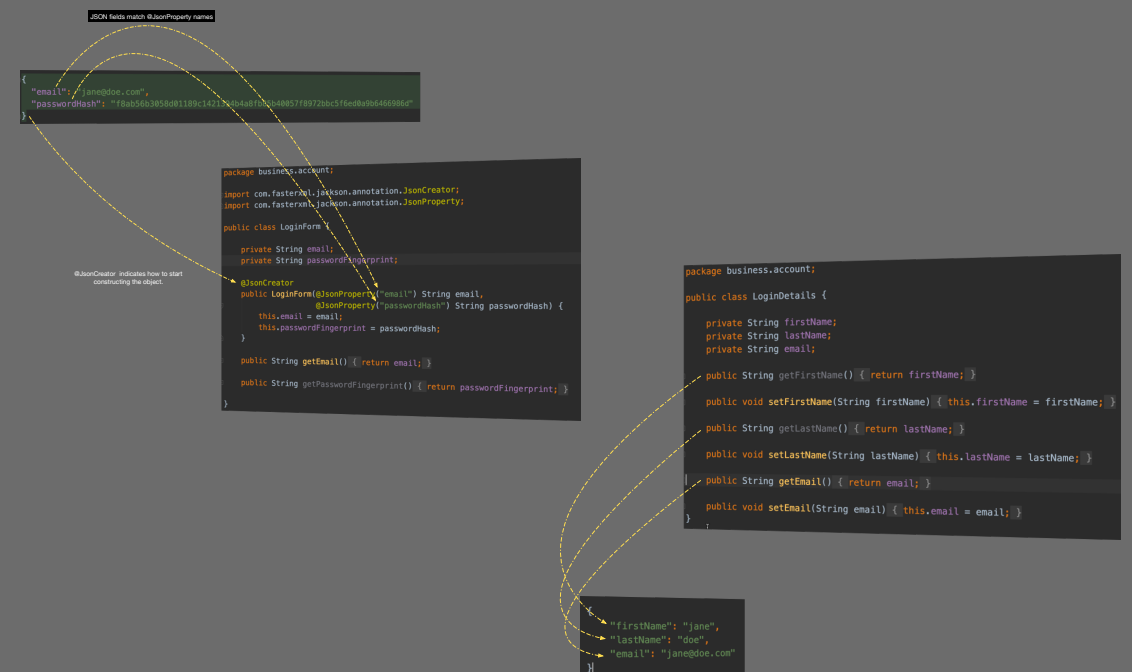 JSON fields match @JsonProperty names
{
"email": "jane@doe.com",
"passwordHash":
}
package business.account;
import com.fasterxml.jackson.annotation.JsonCreator;
import com.fasterxml.jackson.annotation.JsonProperty;
public class LoginForm {
private String email;
private String passwordFingerprint;
@JsonCreator
public LoginForm(@JsonProperty("email") String email,
@JsonProperty("passwordHash") String passwordHash) {
this.email = email;
this.passwordFingerprint = passwordHash;
}
public String getEmail() { return email; }
public String getPasswordFingerprint() { return passwordFingerprint; }
}
@JsonCreator indicates how to start
constructing the object.
package business.account;
public class LoginDetails {
private String firstName;
private String lastName;
private String email;
public String getFirstName() { return firstName; }
public void setFirstName(String firstName) { this.firstName = firstName; }
public String getLastName() { return lastName; }
public void setLastName(String lastName) { this.lastName = lastName; }
public String getEmail() { return email; }
public void setEmail(String email) { this.email = email; }
}
{
"firstName": "jane",
"lastName": "doe",
"email": "jane@doe.com"
}